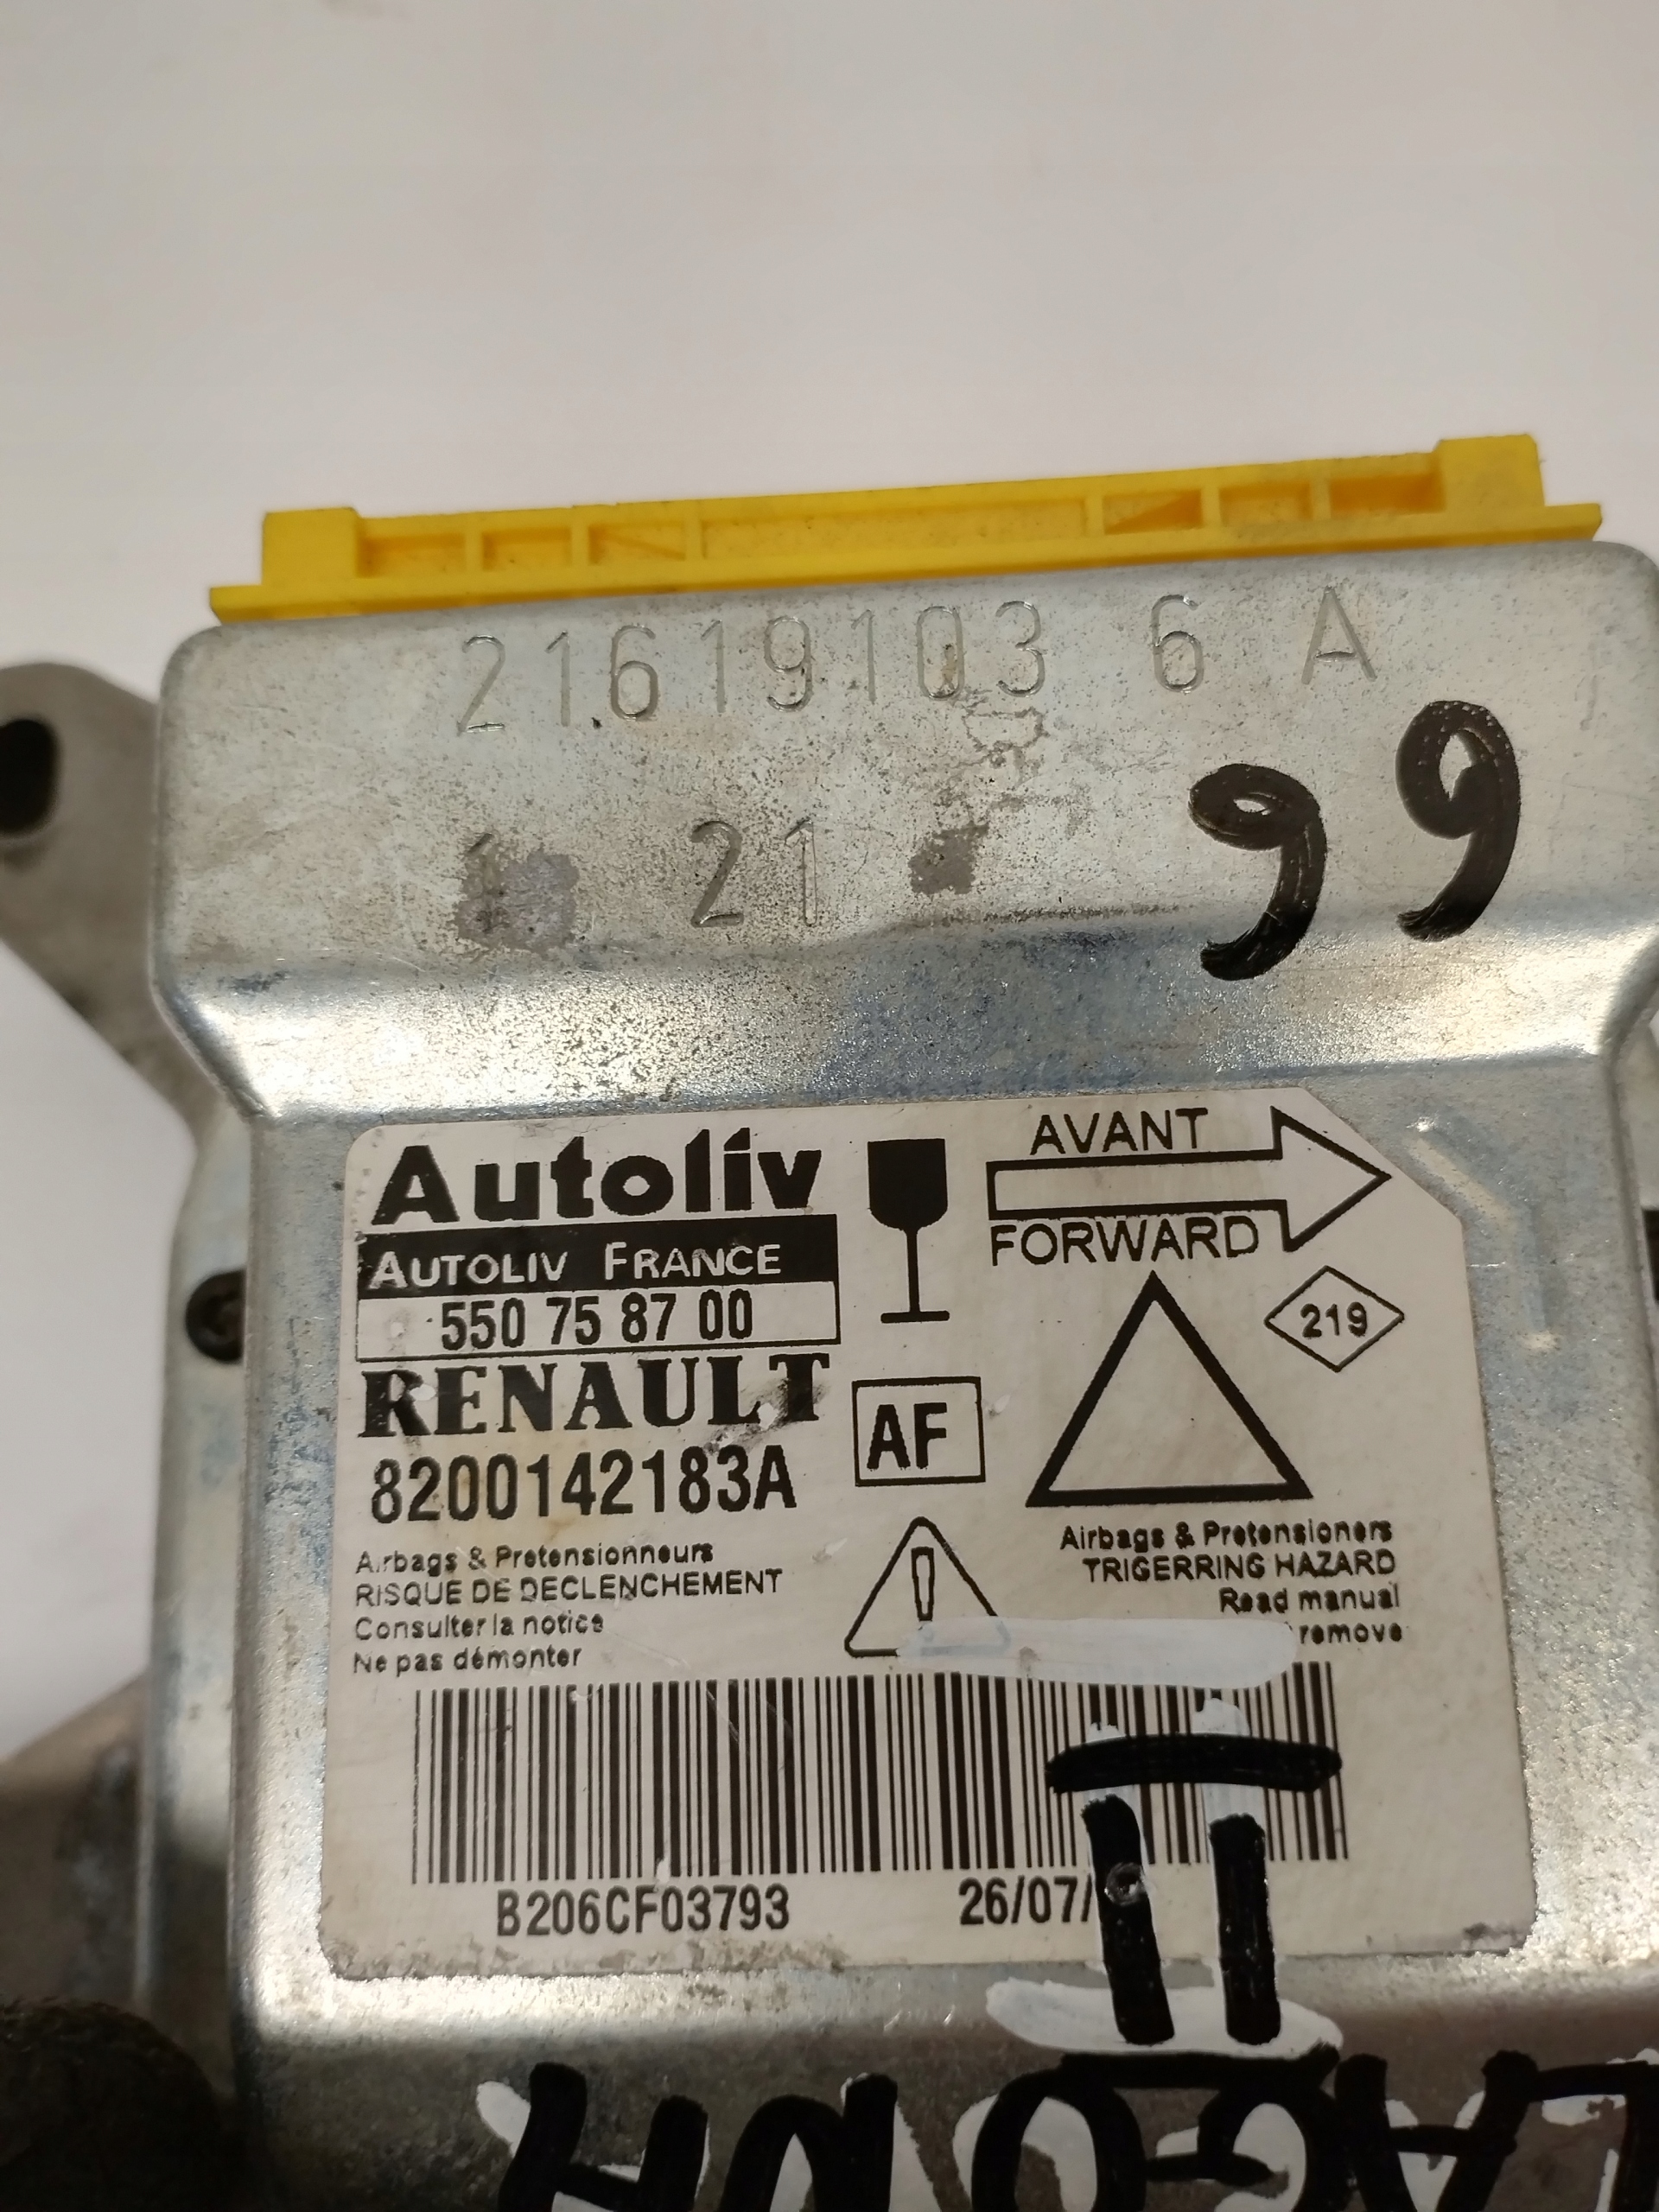 21619103 6 A
21
99
Autoliv
AUTOLIV FRANCE
550 75 87 00
RENAULT
8200142183A
AVANT
FORWARD
219
AF
Airbags & Pretensionneurs
RISQUE DE DECLENCHEMENT
Consulter la notice
Ne pas démonter
Airbags & Pretensioners
TRIGERRING HAZARD
Read manual
remove
B206CF03793
26/07/
II
LAGUNA